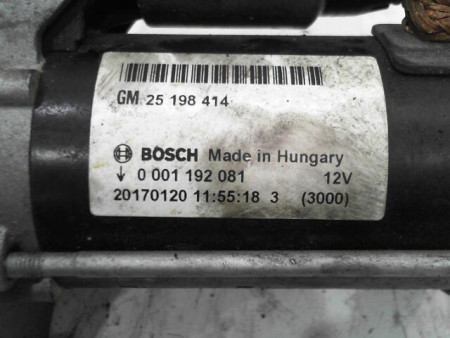 GM 25 198 414
BOSCH Made in Hungary
↓ 0 001 192 081 12V
20170120 11:55:18 3 (3000)